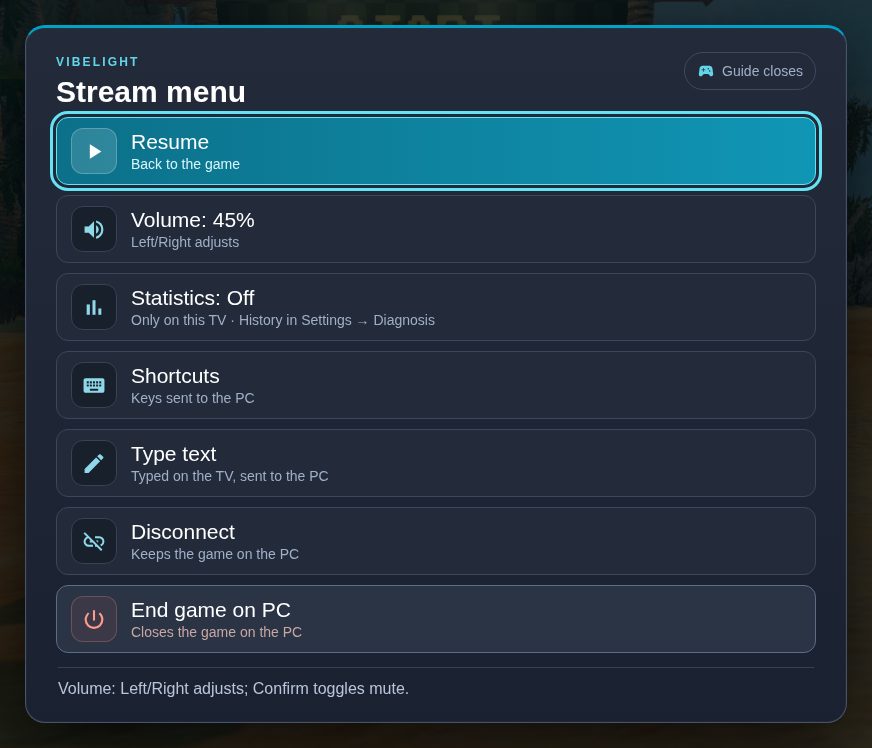 START
VIBELIGHT
Stream menu
Guide closes
Resume
Back to the game
Volume: 45%
Left/Right adjusts
Statistics: Off
Only on this TV · History in Settings → Diagnosis
Shortcuts
Keys sent to the PC
Type text
Typed on the TV, sent to the PC
Disconnect
Keeps the game on the PC
End game on PC
Closes the game on the PC
Volume: Left/Right adjusts; Confirm toggles mute.